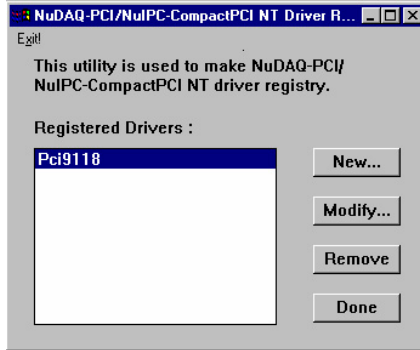 NuDAQ-PCI/NuIPC-CompactPCI NT Driver R...
Exit!
This utility is used to make NuDAQ-PCI/
NuIPC-CompactPCI NT driver registry.
Registered Drivers :
Pci9118
New...
Modify...
Remove
Done